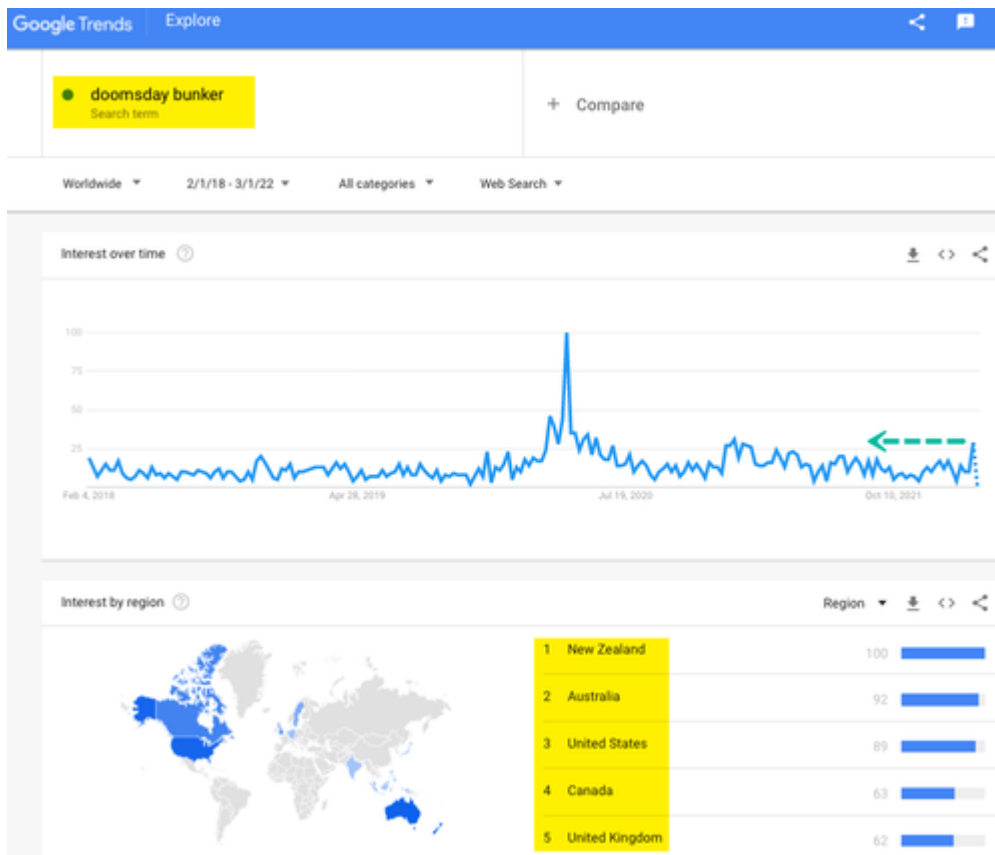 Google Trends Explore
doomsday bunker
Search term
+ Compare
Worldwide 2/1/18 - 3/1/22 All categories Web Search
Interest over time
100
75
50
25
Feb 4, 2018 Apr 28, 2019 Jul 19, 2020 Oct 10, 2021
Interest by region Region
1 New Zealand 100
2 Australia 92
3 United States 89
4 Canada 63
5 United Kingdom 62